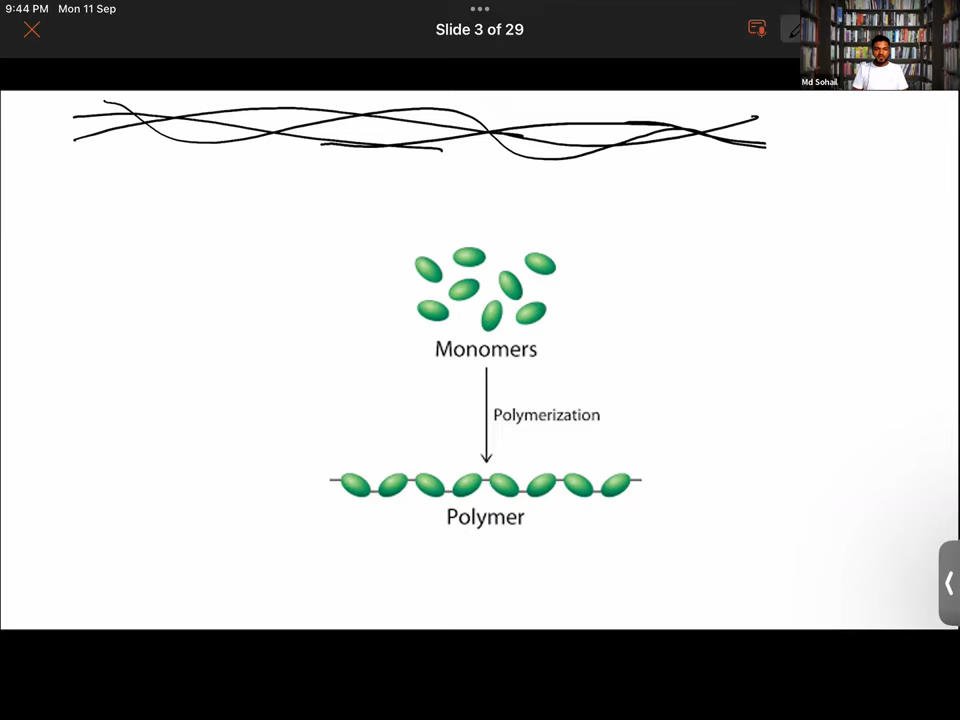 9:44 PM Mon 11 Sep
Slide 3 of 29
Md Sohail
Monomers
Polymerization
Polymer